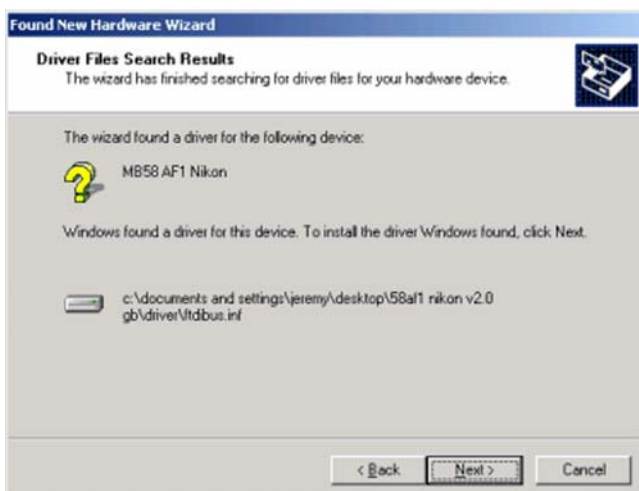 Found New Hardware Wizard
Driver Files Search Results
The wizard has finished searching for driver files for your hardware device.
The wizard found a driver for the following device:
MB58 AF1 Nikon
Windows found a driver for this device. To install the driver Windows found, click Next.
c:\documents and settings\jeremy\desktop\58af1 nikon v2.0
gb\driver\ftdibus.inf
< Back
Next >
Cancel